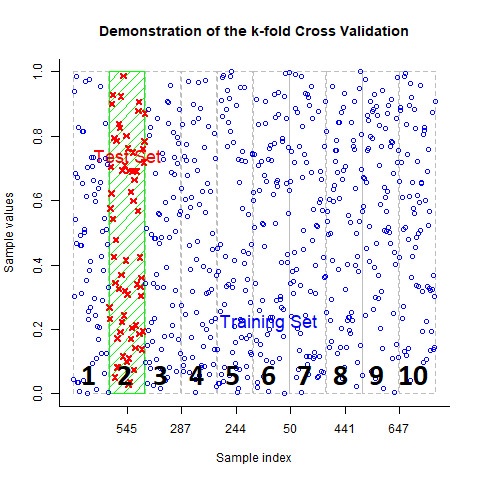 Demonstration of the k-fold Cross Validation
1.0
0.8
Test Set
0.6
Sample values
0.4
Training Set
0.2
0.0
1 2 3 4 5 6 7 8 9 10
545 287 244 50 441 647
Sample index